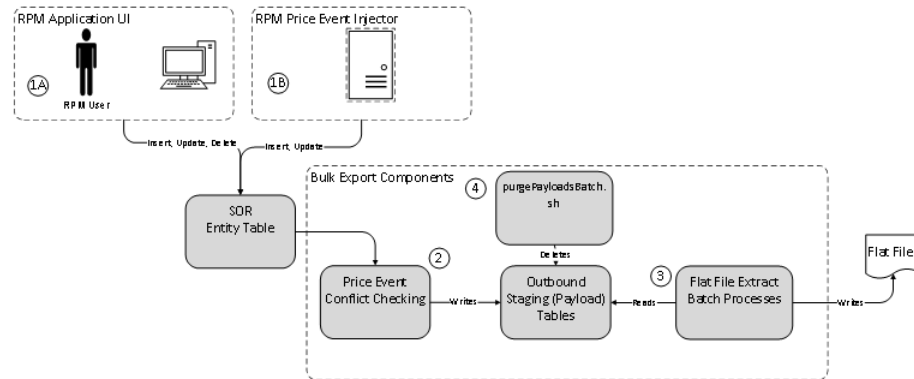 RPM Application UI
RPM Price Event Injector
1A
RPM User
1B
Insert, Update, Delete
Insert, Update
Bulk Export Components
SOR
Entity Table
4
purgePayloadsBatch.
sh
Deletes
2
Price Event
Conflict Checking
Writes
Outbound
Staging (Payload)
Tables
Reads
3
Flat File Extract
Batch Processes
Writes
Flat File